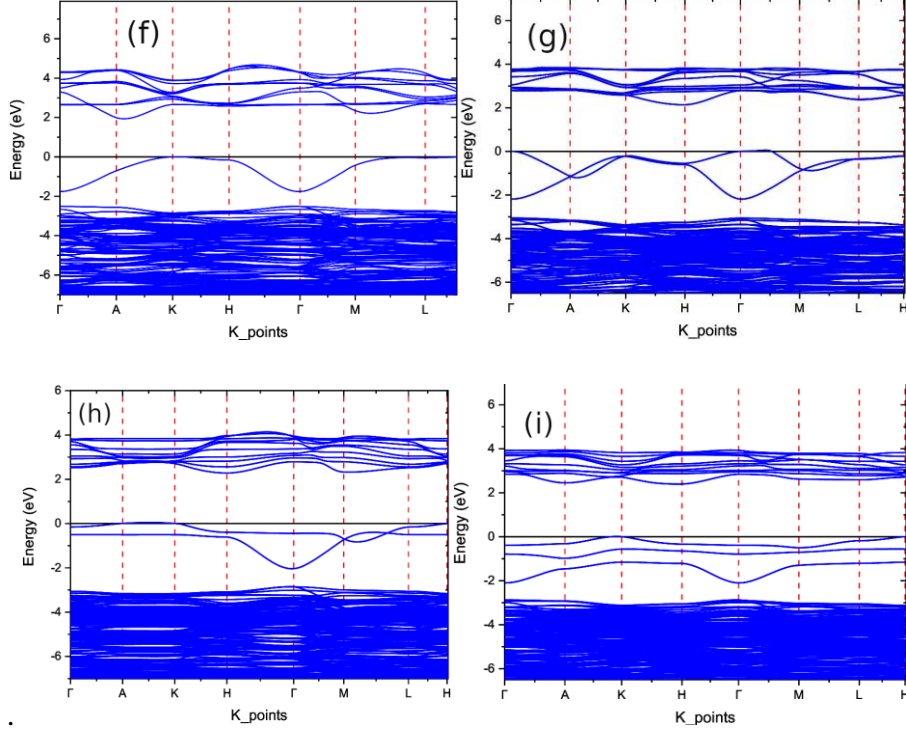 (f)
Energy (eV)
6
4
2
0
-2
-4
-6
Γ A K H Γ M L
K_points
(g)
Energy (eV)
6
4
2
0
-2
-4
-6
Γ A K H Γ M L H
K_points
(h)
Energy (eV)
6
4
2
0
-2
-4
-6
Γ A K H Γ M L H
K_points
(i)
Energy (eV)
6
4
2
0
-2
-4
-6
Γ A K H Γ M L H
K_points
.